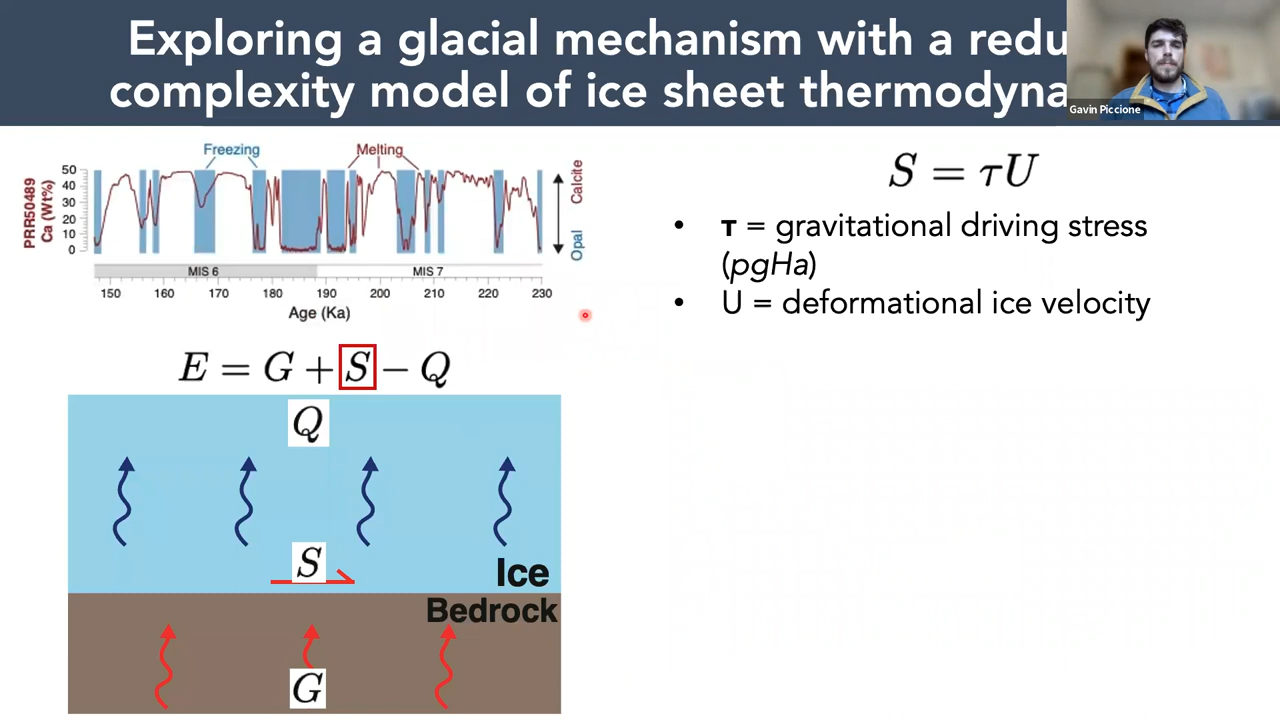 Exploring a glacial mechanism with a redu
complexity model of ice sheet thermodyna
Gavin Piccione
Freezing
Melting
PRR50489
Ca (Wt%)
50
40
30
20
10
0
Calcite
Opal
MIS 6
MIS 7
150 160 170 180 190 200 210 220 230
Age (Ka)
E = G + S − Q
Q
S
Ice
Bedrock
G
S = τU
• τ = gravitational driving stress
(pgHa)
• U = deformational ice velocity